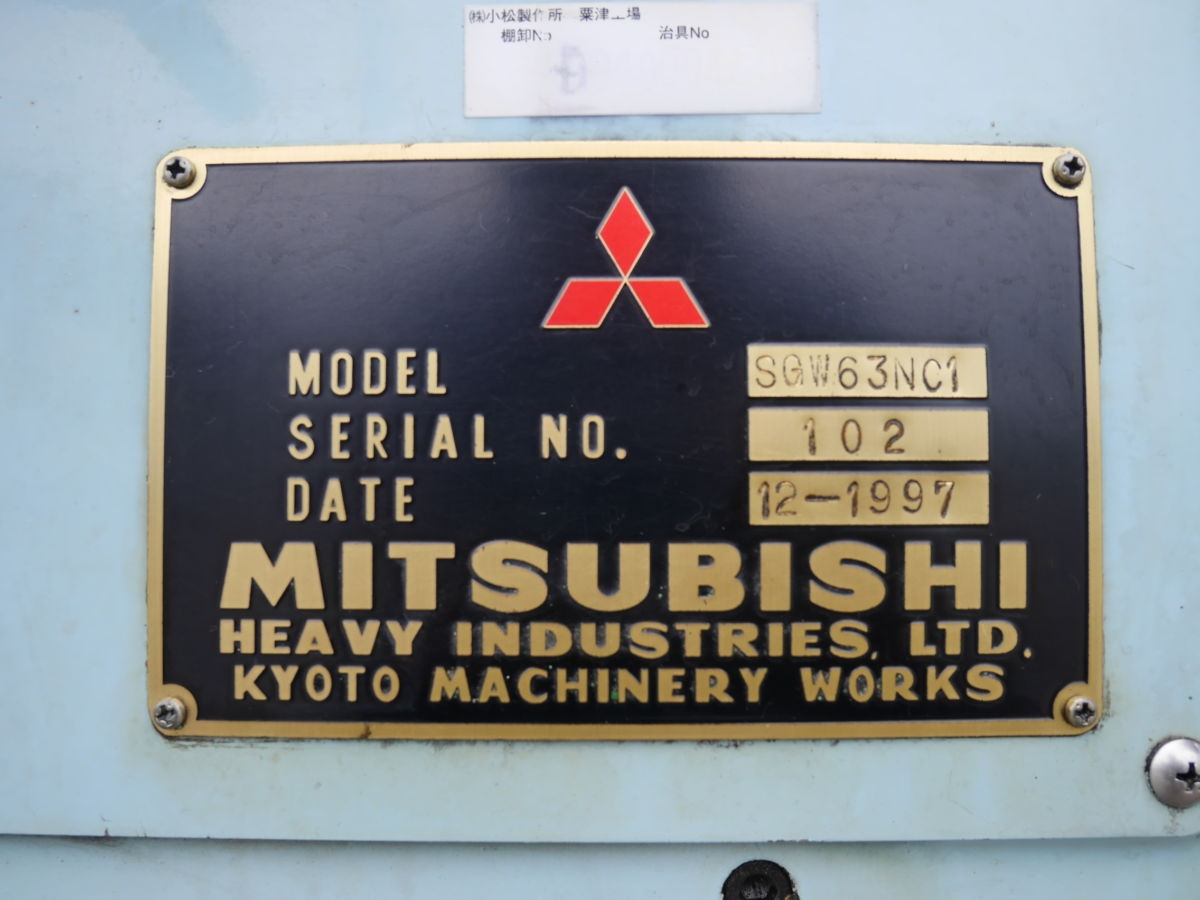 ㈱小松製作所 粟津工場
棚卸No 治具No
MODEL SGW63NC1
SERIAL NO. 102
DATE 12-1997
MITSUBISHI
HEAVY INDUSTRIES, LTD.
KYOTO MACHINERY WORKS